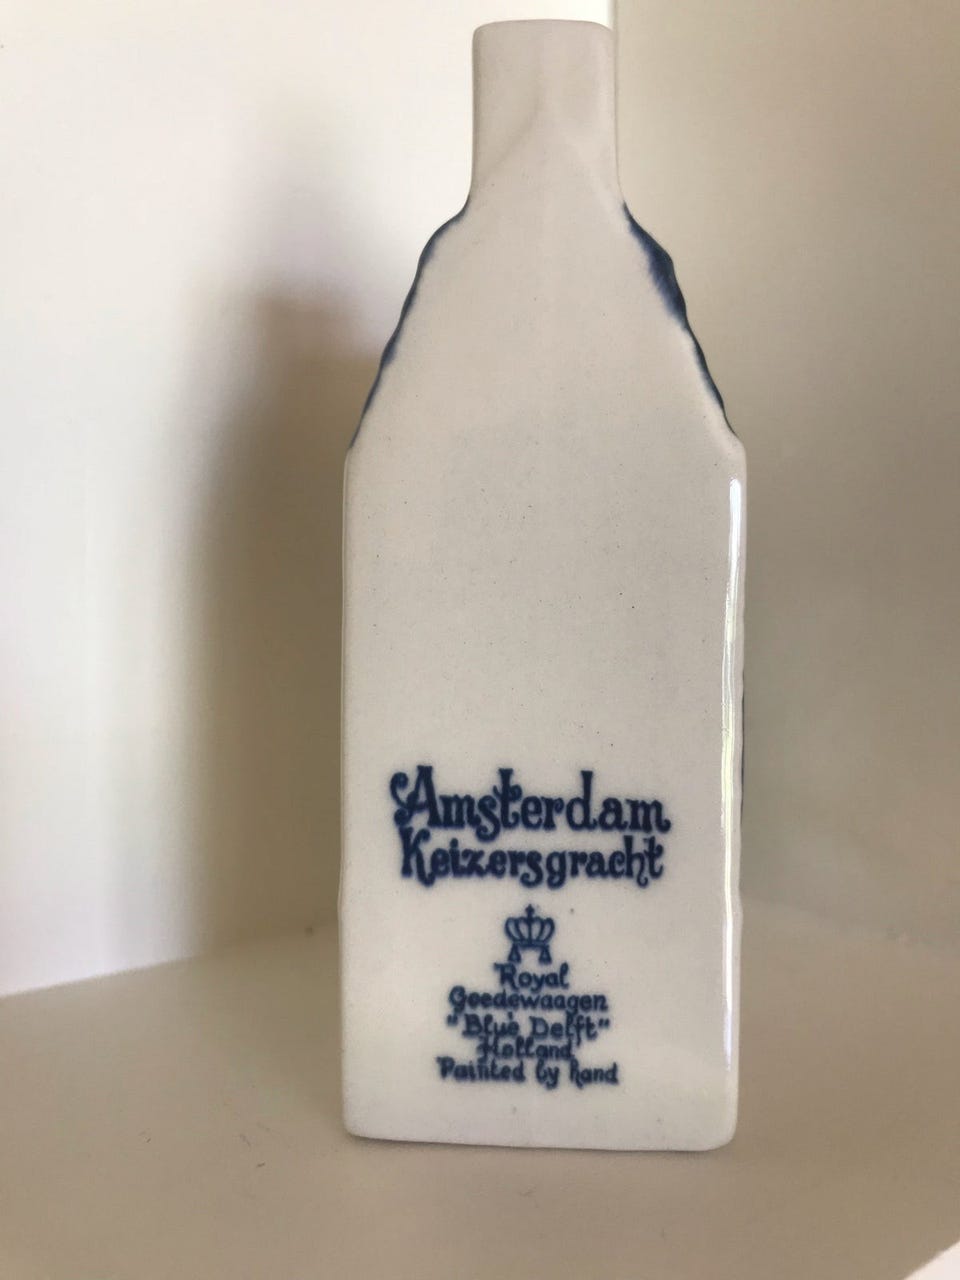 Amsterdam
Keizersgracht
Royal
Goedewaagen
"Blue Delft"
Holland
Painted by hand